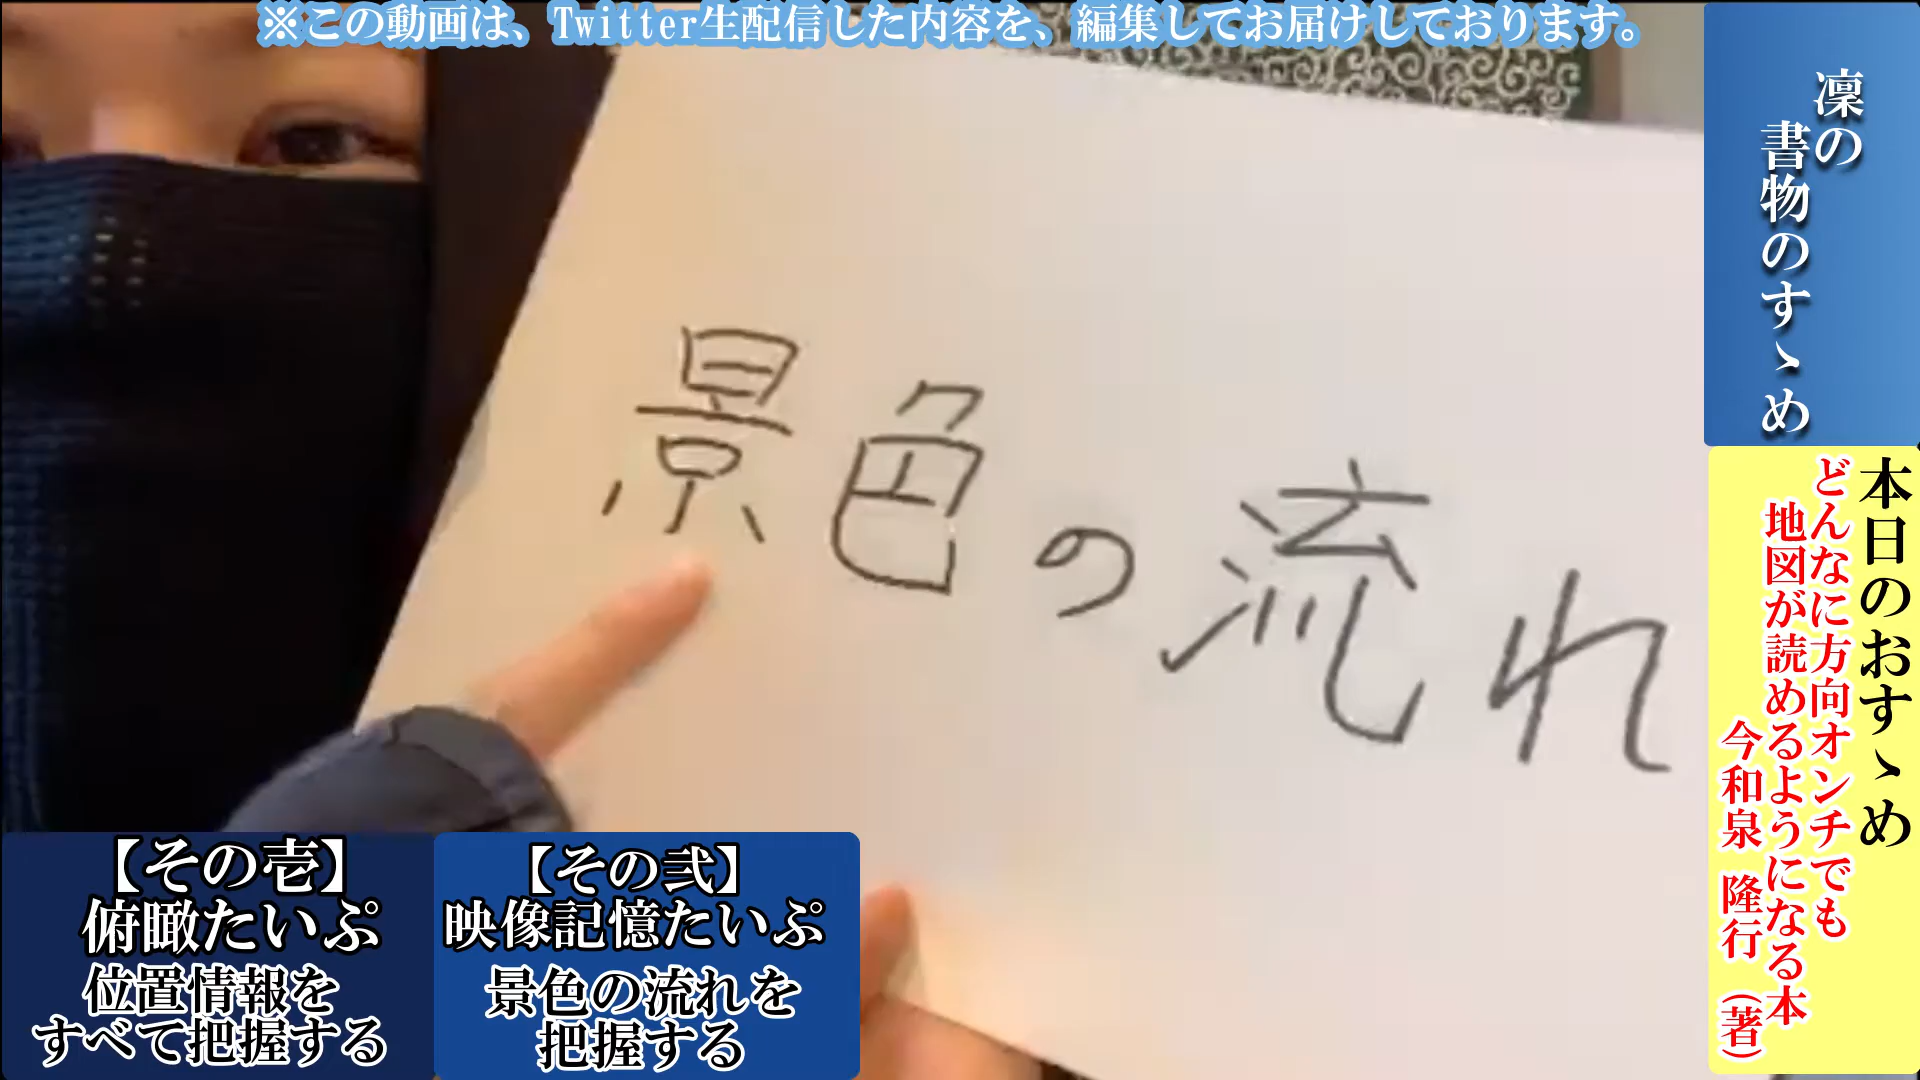 ※この動画は、Twitter生配信した内容を、編集してお届けしております。
凜の
書物のすゝめ
本日のおすゝめ
どんなに方向オンチでも
地図が読めるようになる本
今和泉 隆行 (著)
景色の流れ
【その壱】
俯瞰たいぷ
位置情報を
すべて把握する
【その弐】
映像記憶たいぷ
景色の流れを
把握する